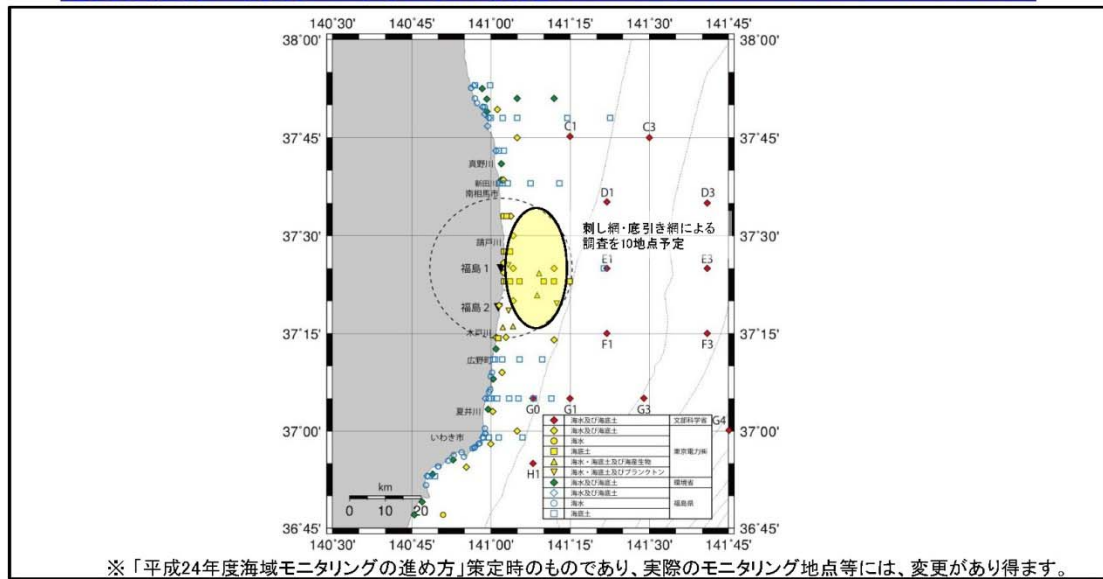 140˚30' 140˚45' 141˚00' 141˚15' 141˚30' 141˚45'
38˚00' 38˚00'
37˚45' 37˚45'
C1 C3
真野川
新田川
南相馬市
D1 D3
刺し網・底引き網による
調査を10地点予定
37˚30' 37˚30'
請戸川
福島1
E1 E3
福島2
37˚15' 37˚15'
木戸川
F1 F3
広野町
夏井川
G0 G1 G3
G4
37˚00' 37˚00'
いわき市
H1
海水及び海底土 文部科学省
海水及び海底土
海水
海底土 東京電力㈱
海水・海底土及び海産生物
海水・海底土及びプランクトン
海水及び海底土 環境省
海水及び海底土
海水 福島県
海底土
km
0 10 20
36˚45' 36˚45'
140˚30' 140˚45' 141˚00' 141˚15' 141˚30' 141˚45'
※「平成24年度海域モニタリングの進め方」策定時のものであり、実際のモニタリング地点等には、変更があり得ます。